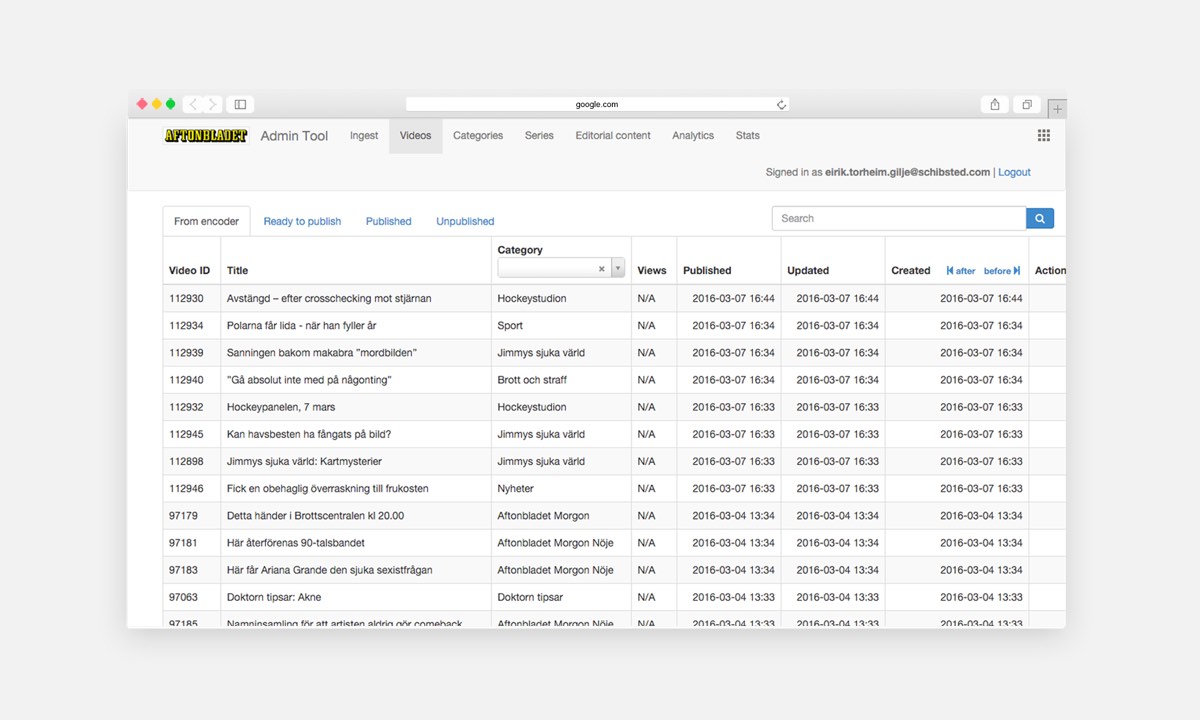 google.com
AFTONBLADET Admin Tool Ingest Videos Categories Series Editorial content Analytics Stats
Signed in as eirik.torheim.gilje@schibsted.com | Logout
From encoder Ready to publish Published Unpublished Search
Category
Video ID Title Views Published Updated Created after before Action
112930 Avstängd – efter crosschecking mot stjärnan Hockeystudion N/A 2016-03-07 16:44 2016-03-07 16:44 2016-03-07 16:44
112934 Polarna får lida - när han fyller år Sport N/A 2016-03-07 16:34 2016-03-07 16:34 2016-03-07 16:34
112939 Sanningen bakom makabra "mordbilden" Jimmys sjuka värld N/A 2016-03-07 16:34 2016-03-07 16:34 2016-03-07 16:34
112940 "Gå absolut inte med på någonting" Brott och straff N/A 2016-03-07 16:34 2016-03-07 16:34 2016-03-07 16:34
112932 Hockeypanelen, 7 mars Hockeystudion N/A 2016-03-07 16:33 2016-03-07 16:33 2016-03-07 16:33
112945 Kan havsbesten ha fångats på bild? Jimmys sjuka värld N/A 2016-03-07 16:33 2016-03-07 16:33 2016-03-07 16:33
112898 Jimmys sjuka värld: Kartmysterier Jimmys sjuka värld N/A 2016-03-07 16:33 2016-03-07 16:33 2016-03-07 16:33
112946 Fick en obehaglig överraskning till frukosten Nyheter N/A 2016-03-07 16:33 2016-03-07 16:33 2016-03-07 16:33
97179 Detta händer i Brottscentralen kl 20.00 Aftonbladet Morgon N/A 2016-03-04 13:34 2016-03-04 13:34 2016-03-04 13:34
97181 Här återförenas 90-talsbandet Aftonbladet Morgon Nöje N/A 2016-03-04 13:34 2016-03-04 13:34 2016-03-04 13:34
97183 Här får Ariana Grande den sjuka sexistfrågan Aftonbladet Morgon Nöje N/A 2016-03-04 13:34 2016-03-04 13:34 2016-03-04 13:34
97063 Doktorn tipsar: Akne Doktorn tipsar N/A 2016-03-04 13:33 2016-03-04 13:33 2016-03-04 13:33
97185 Namninsamling för att artisten aldrig gör comeback Aftonbladet Morgon Nöje N/A 2016-03-04 13:33 2016-03-04 13:33 2016-03-04 13:33